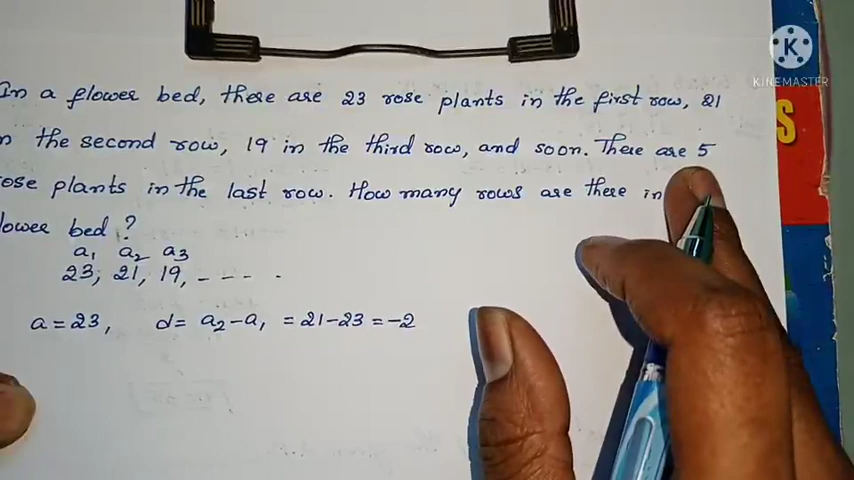 In a flower bed, there are 23 rose plants in the first row, 21
n the second row, 19 in the third row, and soon. There are 5
ose plants in the last row. How many rows are there in
lower bed ?
a₁ a₂ a₃
23, 21, 19, _ _ _ .
a = 23, d = a₂-a₁ = 21-23 = -2
K
KINEMASTER